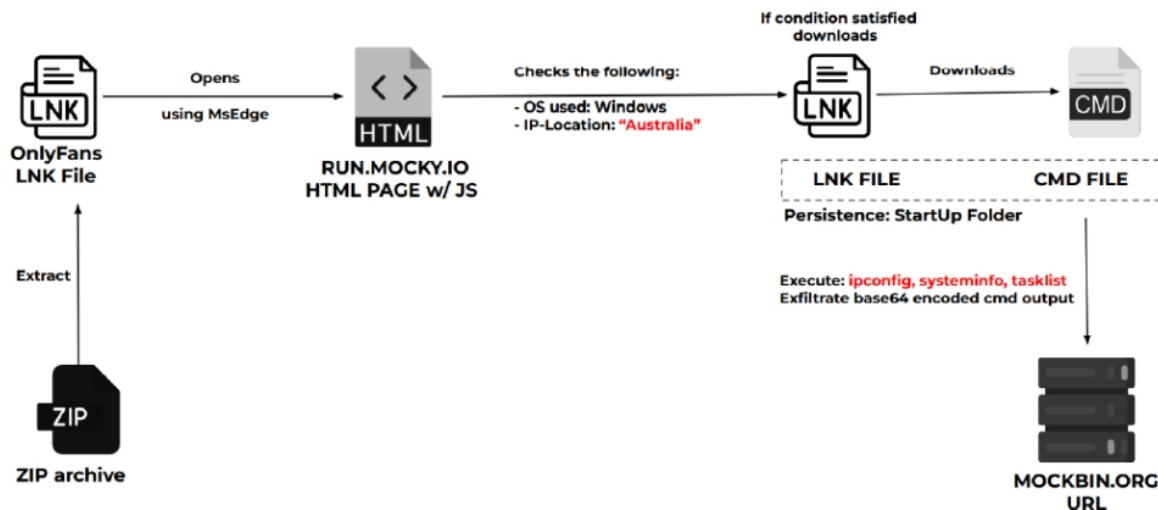 If condition satisfied
downloads
Opens
using MsEdge
Checks the following:
- OS used: Windows
- IP-Location: “Australia”
Downloads
LNK
HTML
LNK
CMD
OnlyFans
LNK File
RUN.MOCKY.IO
HTML PAGE w/ JS
LNK FILE
CMD FILE
Persistence: StartUp Folder
Extract
Execute: ipconfig, systeminfo, tasklist
Exfiltrate base64 encoded cmd output
ZIP
ZIP archive
MOCKBIN.ORG
URL